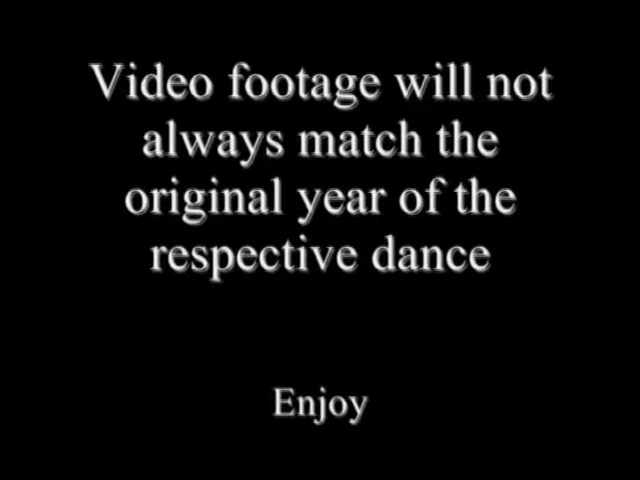 Video footage will not
always match the
original year of the
respective dance
Enjoy